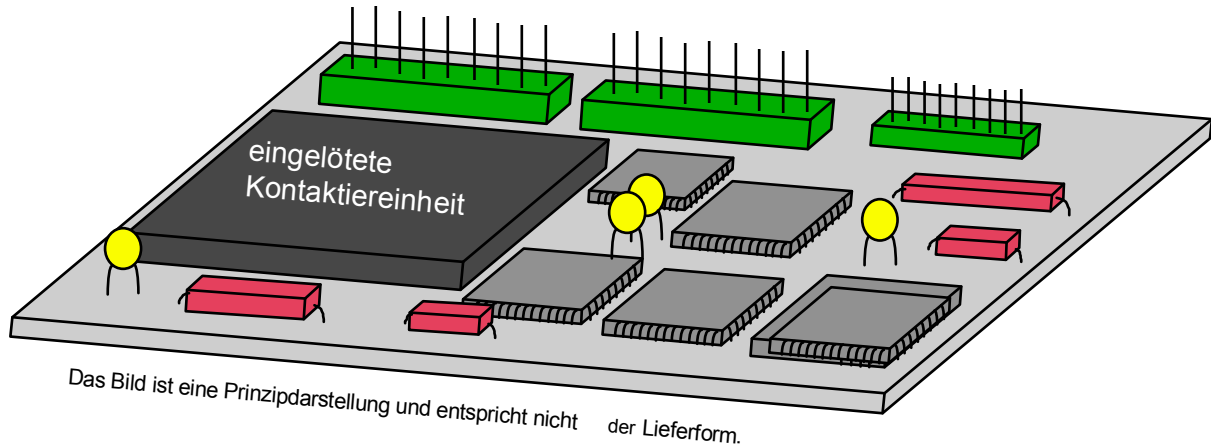 eingelötete
Kontaktiereinheit
Das Bild ist eine Prinzipdarstellung und entspricht nicht der Lieferform.